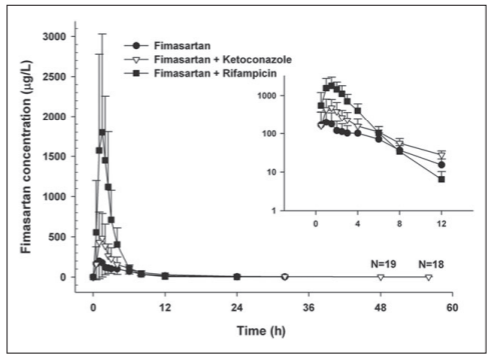 3000
2500
2000
1500
1000
500
0
Fimasartan concentration (µg/L)
Fimasartan
Fimasartan + Ketoconazole
Fimasartan + Rifampicin
1000
100
10
1
0 4 8 12
N=19 N=18
0 12 24 36 48 60
Time (h)